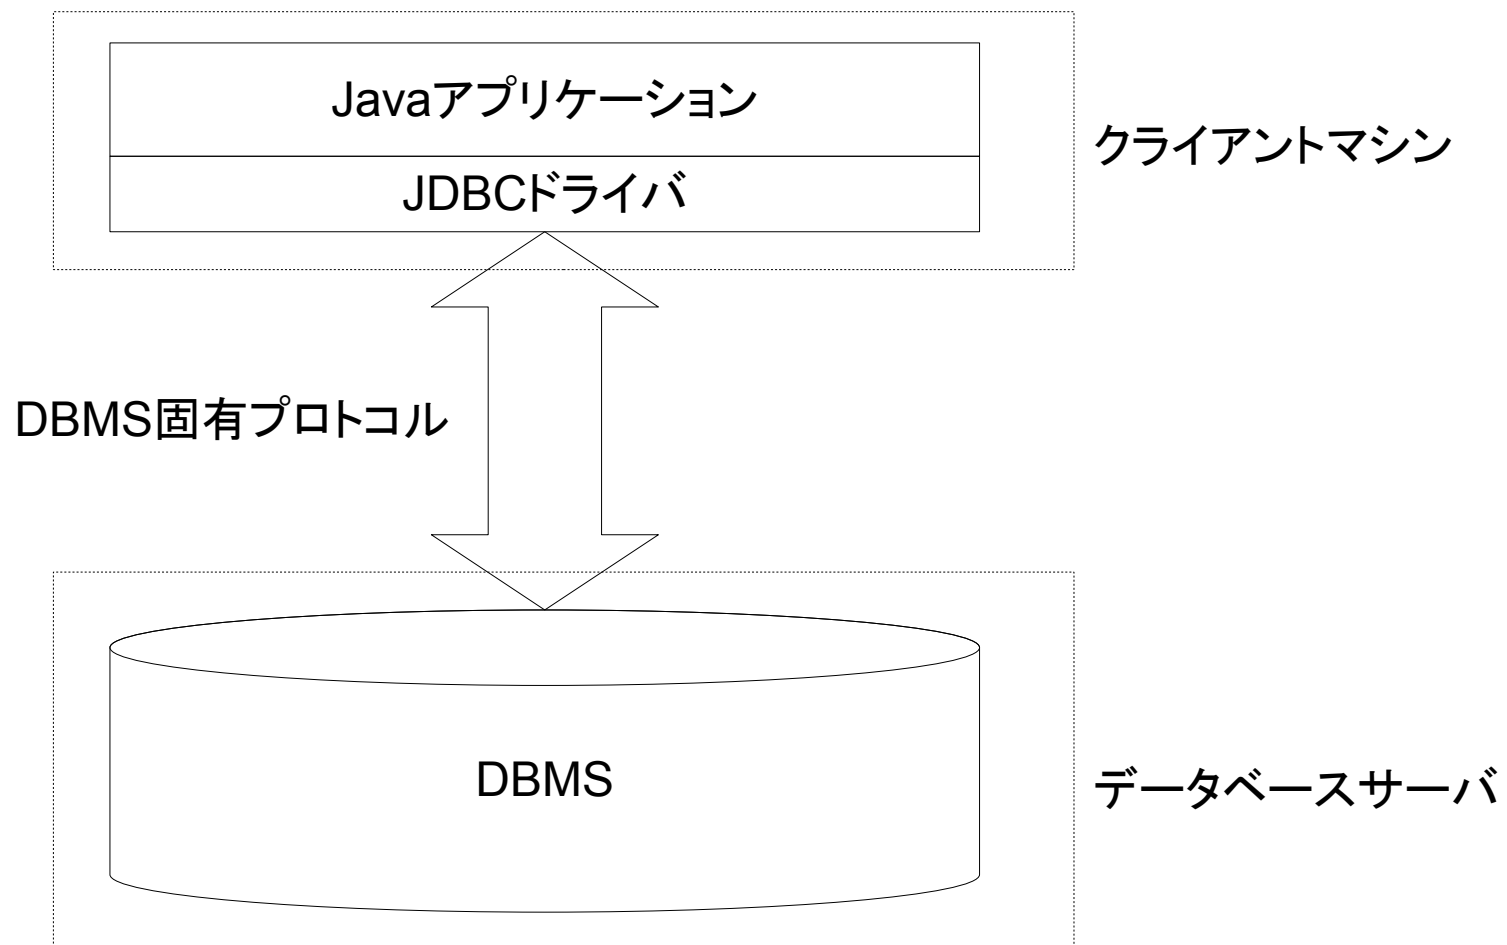 Javaアプリケーション
クライアントマシン
JDBCドライバ
DBMS固有プロトコル
DBMS
データベースサーバ